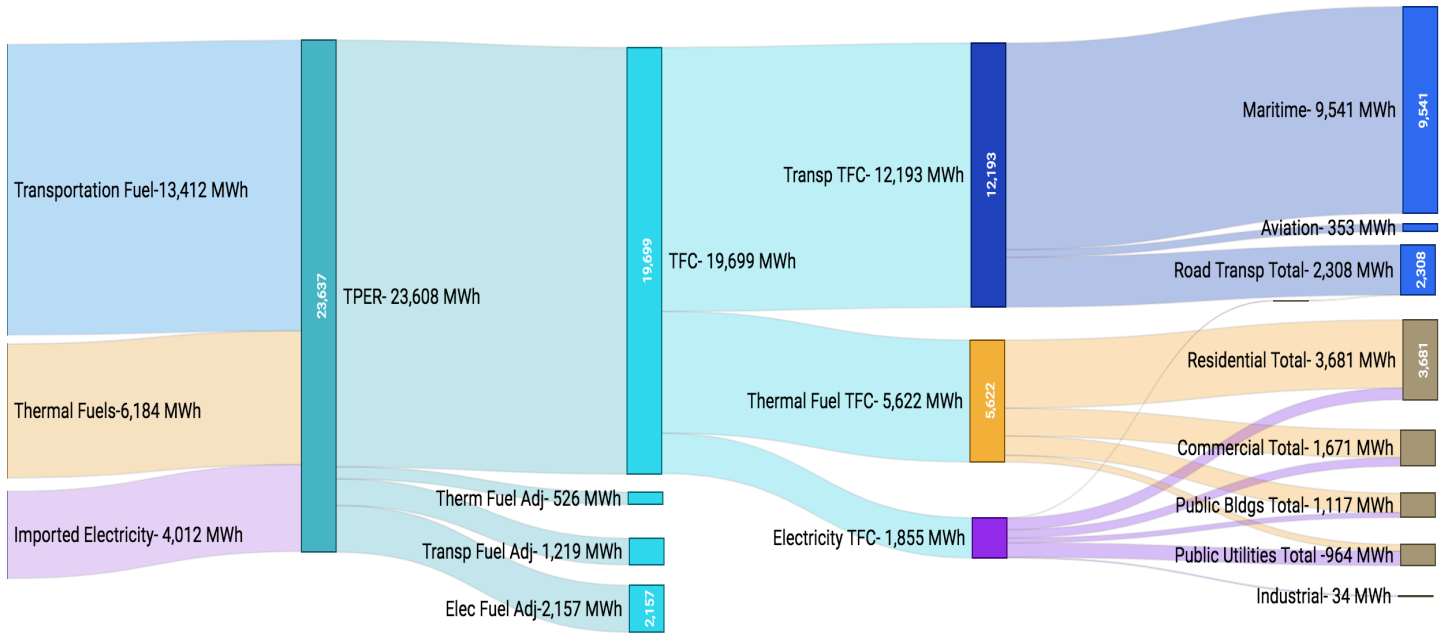 Transportation Fuel-13,412 MWh
Thermal Fuels-6,184 MWh
Imported Electricity- 4,012 MWh
23,637
TPER- 23,608 MWh
19,699
TFC- 19,699 MWh
Therm Fuel Adj- 526 MWh
Transp Fuel Adj- 1,219 MWh
Elec Fuel Adj-2,157 MWh
2,157
Transp TFC- 12,193 MWh
12,193
Thermal Fuel TFC- 5,622 MWh
5,622
Electricity TFC- 1,855 MWh
Maritime- 9,541 MWh
9,541
Aviation- 353 MWh
Road Transp Total- 2,308 MWh
2,308
Residential Total- 3,681 MWh
3,681
Commercial Total- 1,671 MWh
Public Bldgs Total- 1,117 MWh
Public Utilities Total -964 MWh
Industrial- 34 MWh